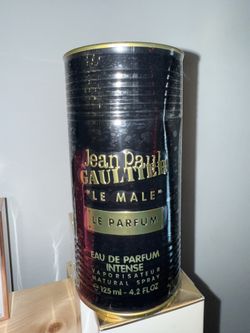 Jean Paul
GAULTIER
"LE MALE"
LE PARFUM
EAU DE PARFUM
INTENSE
VAPORISATEUR
NATURAL SPRAY
℮ 125 ml - 4.2 FL.OZ